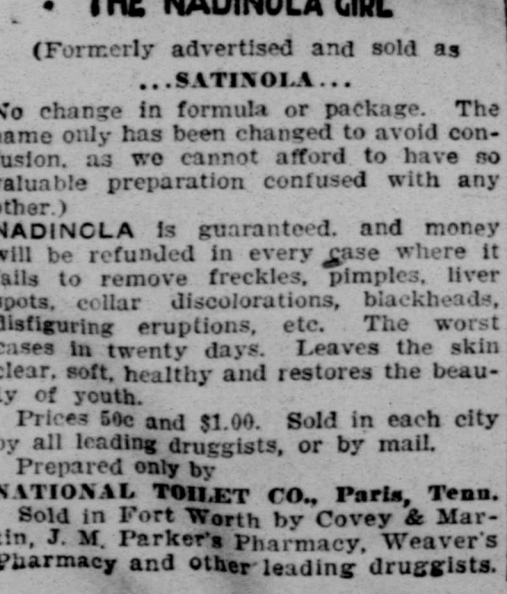 • THE NADINOLA GIRL
(Formerly advertised and sold as
...SATINOLA...
No change in formula or package. The
name only has been changed to avoid con-
fusion, as we cannot afford to have so
valuable preparation confused with any
other.)
NADINOLA is guaranteed, and money
will be refunded in every case where it
fails to remove freckles, pimples, liver
spots, collar discolorations, blackheads,
disfiguring eruptions, etc. The worst
cases in twenty days. Leaves the skin
clear, soft, healthy and restores the beau-
ty of youth.
Prices 50c and $1.00. Sold in each city
by all leading druggists, or by mail.
Prepared only by
NATIONAL TOILET CO., Paris, Tenn.
Sold in Fort Worth by Covey & Mar-
tin, J. M. Parker's Pharmacy, Weaver's
Pharmacy and other leading druggists.